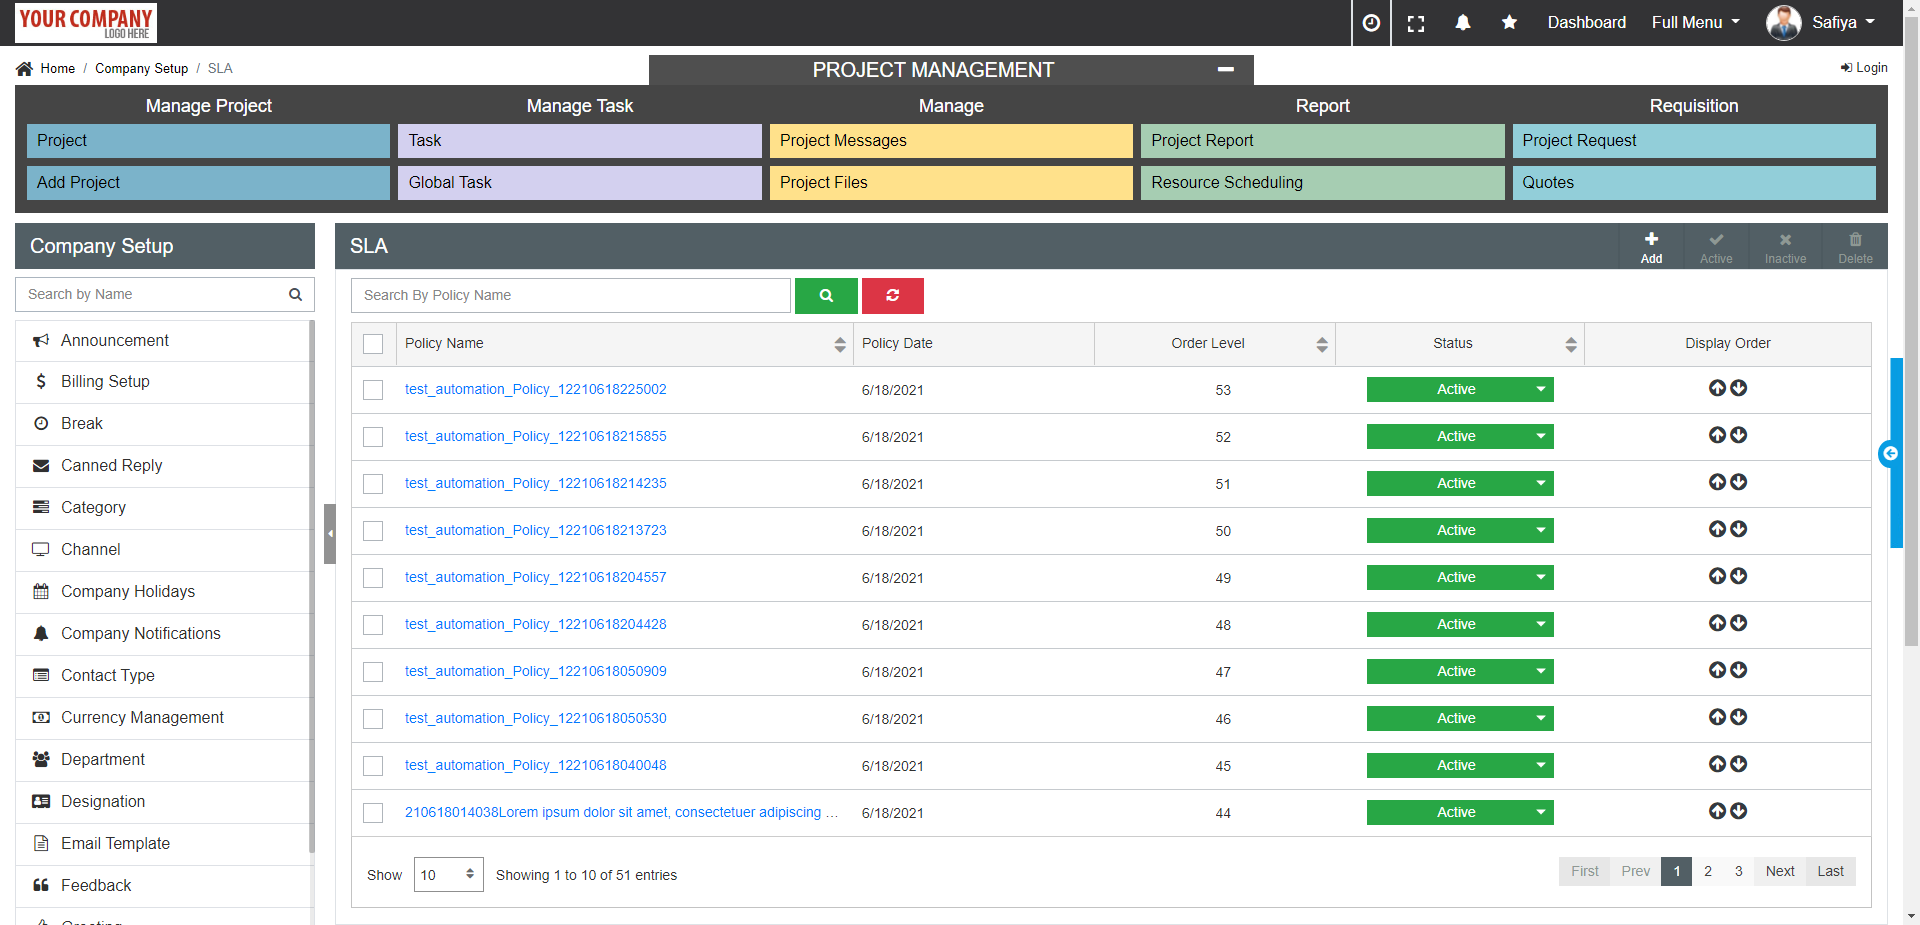 YOUR COMPANY
LOGO HERE
Dashboard
Full Menu
Safiya
Home / Company Setup / SLA
PROJECT MANAGEMENT
Login
Manage Project
Manage Task
Manage
Report
Requisition
Project
Task
Project Messages
Project Report
Project Request
Add Project
Global Task
Project Files
Resource Scheduling
Quotes
Company Setup
Search by Name
Announcement
Billing Setup
Break
Canned Reply
Category
Channel
Company Holidays
Company Notifications
Contact Type
Currency Management
Department
Designation
Email Template
Feedback
SLA
Add
Active
Inactive
Delete
Search By Policy Name
Policy Name Policy Date Order Level Status Display Order
test_automation_Policy_12210618225002 6/18/2021 53 Active
test_automation_Policy_12210618215855 6/18/2021 52 Active
test_automation_Policy_12210618214235 6/18/2021 51 Active
test_automation_Policy_12210618213723 6/18/2021 50 Active
test_automation_Policy_12210618204557 6/18/2021 49 Active
test_automation_Policy_12210618204428 6/18/2021 48 Active
test_automation_Policy_12210618050909 6/18/2021 47 Active
test_automation_Policy_12210618050530 6/18/2021 46 Active
test_automation_Policy_12210618040048 6/18/2021 45 Active
210618014038Lorem ipsum dolor sit amet, consectetuer adipiscing ... 6/18/2021 44 Active
Show 10 Showing 1 to 10 of 51 entries
First Prev 1 2 3 Next Last